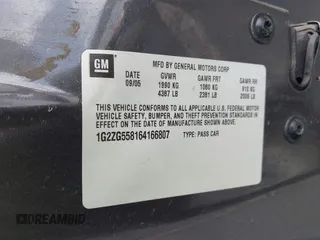 GM
MFD BY GENERAL MOTORS CORP
DATE GVWR GAWR FRT GAWR RR
09/05 1990 KG 1080 KG 910 KG
4387 LB 2381 LB 2006 LB
THIS VEHICLE CONFORMS TO ALL APPLICABLE U.S. FEDERAL MOTOR
VEHICLE SAFETY, BUMPER, AND THEFT PREVENTION STANDARDS
IN EFFECT ON THE DATE OF MANUFACTURE SHOWN ABOVE.
1G2ZG558164166807 TYPE: PASS CAR
DREAMBID